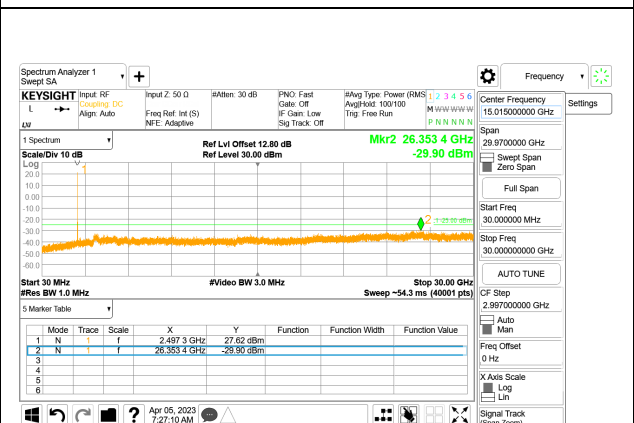 Spectrum Analyzer 1
Swept SA
Frequency
KEYSIGHT
L
Input: RF
Coupling: DC
Align: Auto
Input Z: 50 Ω
Freq Ref: Int (S)
NFE: Adaptive
#Atten: 30 dB
PNO: Fast
Gate: Off
IF Gain: Low
Sig Track: Off
#Avg Type: Power (RMS
Avg|Hold: 100/100
Trig: Free Run
1 2 3 4 5 6
M W W W W W
P N N N N N
1 Spectrum
Scale/Div 10 dB
Ref Lvl Offset 12.80 dB
Ref Level 30.00 dBm
Mkr2 26.353 4 GHz
-29.90 dBm
Log
20.0
10.0
0.00
-10.0
-20.0
-30.0
-40.0
-50.0
-60.0
1
2
Start 30 MHz
#Res BW 1.0 MHz
#Video BW 3.0 MHz
Stop 30.00 GHz
Sweep ~54.3 ms (40001 pts)
5 Marker Table
Mode Trace Scale X Y Function Function Width Function Value
1 N 1 f 2.497 3 GHz 27.62 dBm
2 N 1 f 26.353 4 GHz -29.90 dBm
3
4
5
6
Apr 05, 2023
7:27:10 AM
Center Frequency
15.015000000 GHz
Settings
Span
29.9700000 GHz
Swept Span
Zero Span
Full Span
Start Freq
30.000000 MHz
Stop Freq
30.000000000 GHz
AUTO TUNE
CF Step
2.997000000 GHz
Auto
Man
Freq Offset
0 Hz
X Axis Scale
Log
Lin
Signal Track
(Span Zoom)